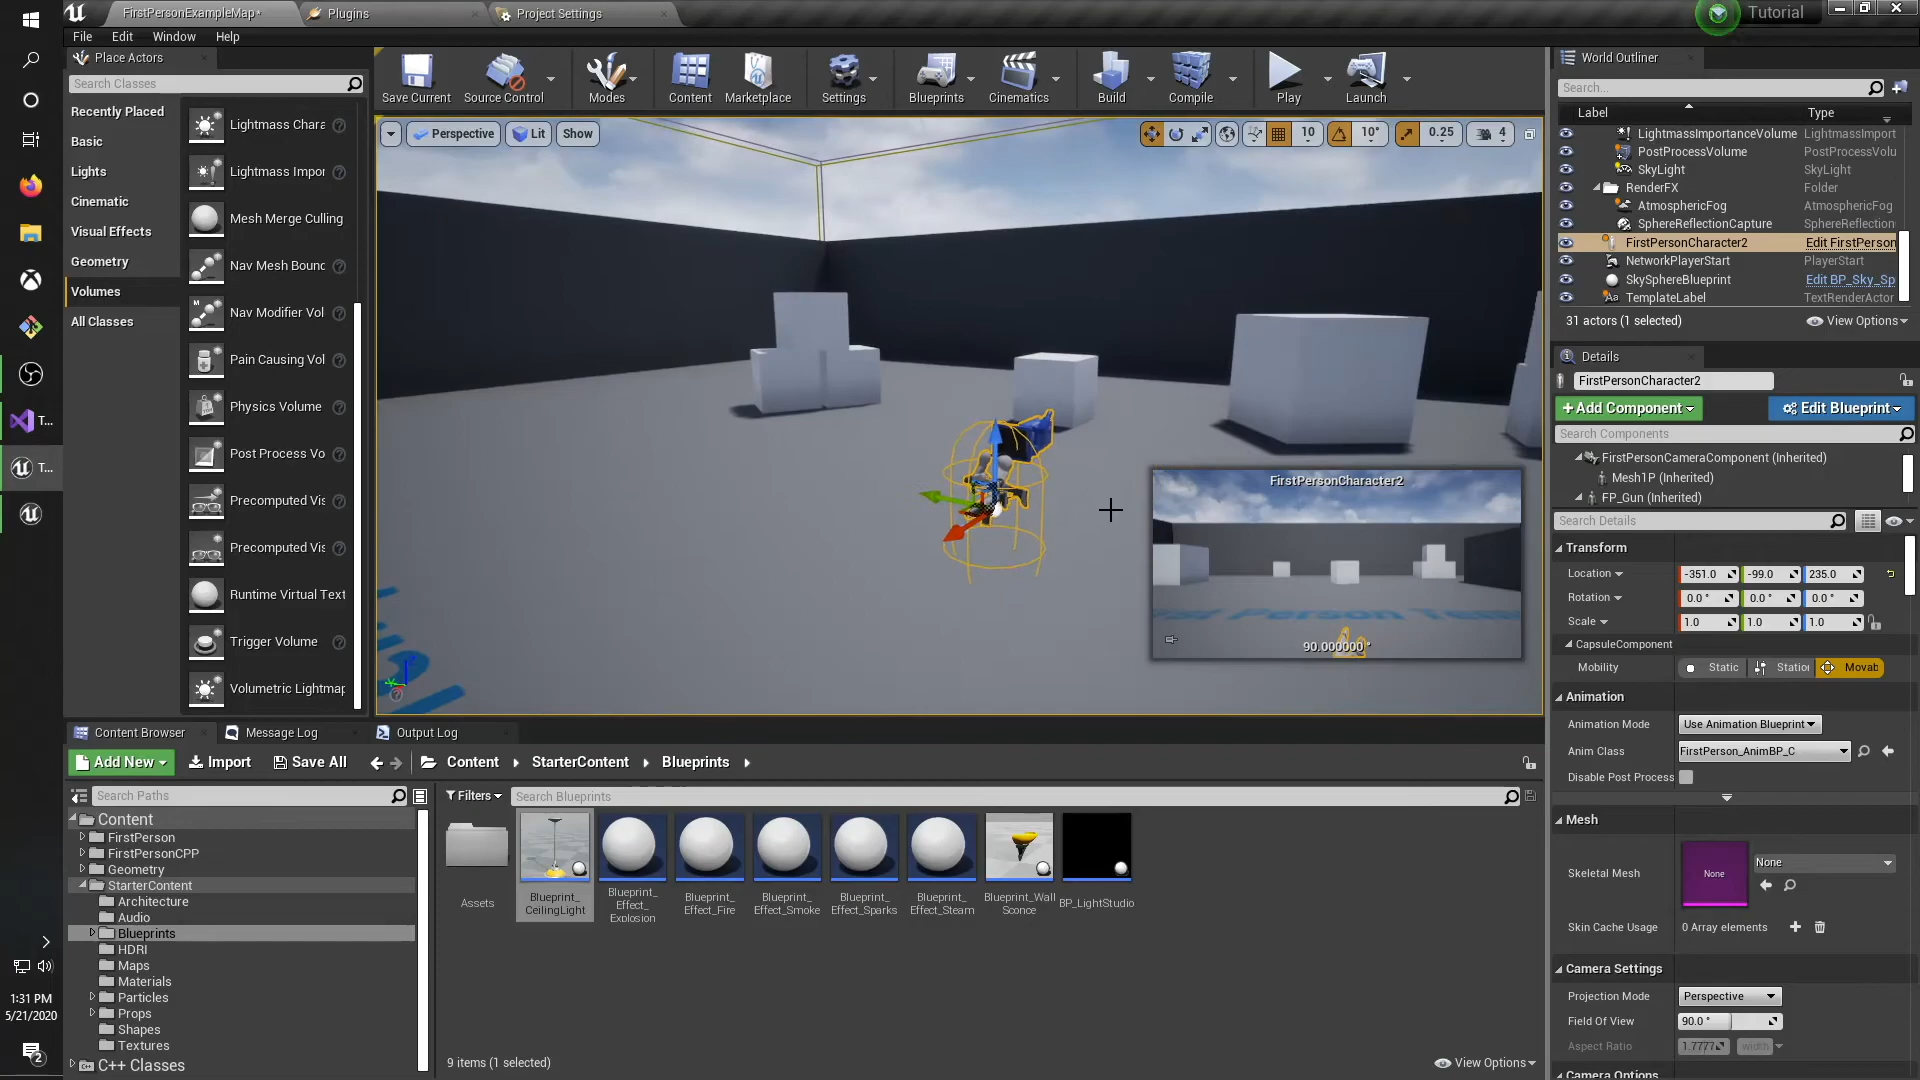 FirstPersonExampleMap*
Plugins
Project Settings
Tutorial
File Edit Window Help
Place Actors
Search Classes
Recently Placed
Basic
Lights
Cinematic
Visual Effects
Geometry
Volumes
All Classes
Lightmass Chara
Lightmass Impor
Mesh Merge Culling
Nav Mesh Bounc
Nav Modifier Vol
Pain Causing Vol
Physics Volume
Post Process Vo
Precomputed Vis
Precomputed Vis
Runtime Virtual Text
Trigger Volume
Volumetric Lightmap
Save Current
Source Control
Modes
Content
Marketplace
Settings
Blueprints
Cinematics
Build
Compile
Play
Launch
Perspective
Lit
Show
10
10°
0.25
4
FirstPersonCharacter2
90.000000 °
World Outliner
Search...
Label Type
LightmassImportanceVolume LightmassImport
PostProcessVolume PostProcessVolu
SkyLight SkyLight
RenderFX Folder
AtmosphericFog AtmosphericFog
SphereReflectionCapture SphereReflection
FirstPersonCharacter2 Edit FirstPerson
NetworkPlayerStart PlayerStart
SkySphereBlueprint Edit BP_Sky_Sp
TemplateLabel TextRenderActor
31 actors (1 selected)
View Options
Details
FirstPersonCharacter2
+Add Component
Edit Blueprint
Search Components
FirstPersonCameraComponent (Inherited)
Mesh1P (Inherited)
FP_Gun (Inherited)
Search Details
Transform
Location -351.0 -99.0 235.0
Rotation 0.0 ° 0.0 ° 0.0 °
Scale 1.0 1.0 1.0
CapsuleComponent
Mobility Static Station Movab
Animation
Animation Mode Use Animation Blueprint
Anim Class FirstPerson_AnimBP_C
Disable Post Process
Mesh
Skeletal Mesh None None
Skin Cache Usage 0 Array elements
Camera Settings
Projection Mode Perspective
Field Of View 90.0 °
Aspect Ratio 1.7777 width
Camera Options
Content Browser
Message Log
Output Log
Add New
Import
Save All
Content
StarterContent
Blueprints
Search Paths
Filters
Search Blueprints
Content
FirstPerson
FirstPersonCPP
Geometry
StarterContent
Architecture
Audio
Blueprints
HDRI
Maps
Materials
Particles
Props
Shapes
Textures
C++ Classes
Assets
Blueprint_
CeilingLight
Blueprint_
Effect_
Explosion
Blueprint_
Effect_Fire
Blueprint_
Effect_Smoke
Blueprint_
Effect_Sparks
Blueprint_
Effect_Steam
Blueprint_Wall
Sconce
BP_LightStudio
9 items (1 selected)
View Options
T...
T...
1:31 PM
5/21/2020
2